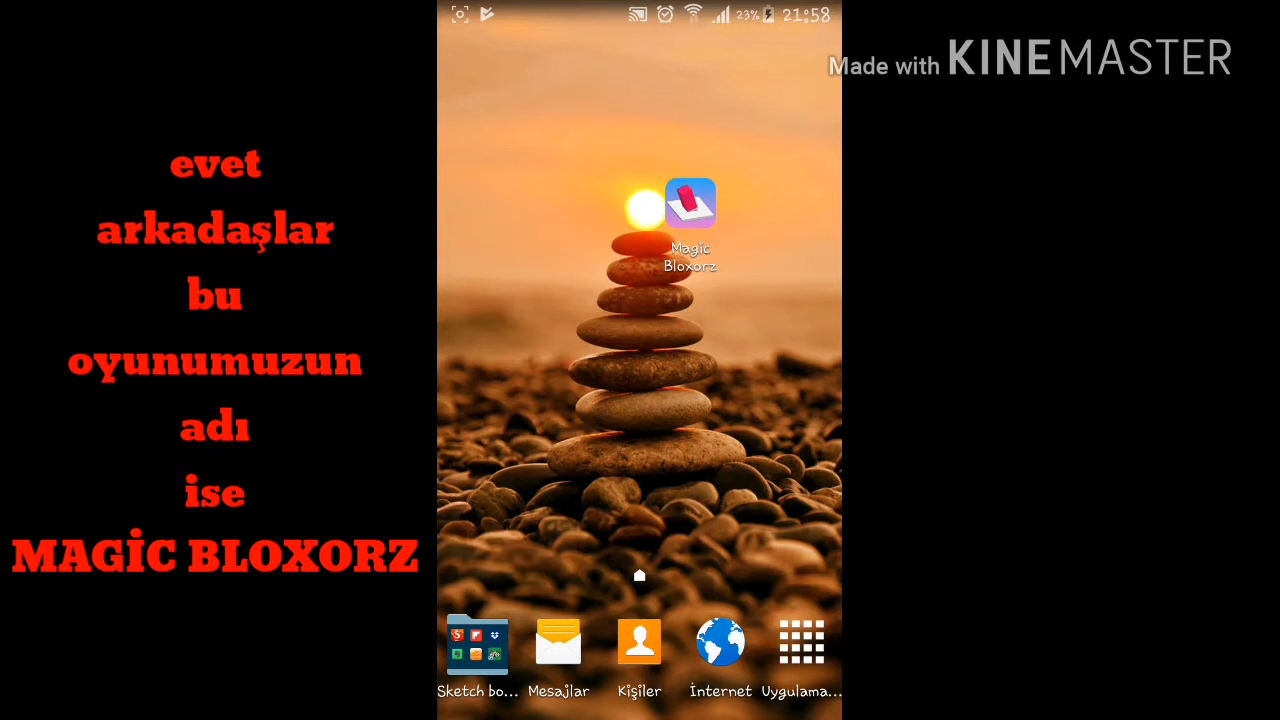 23% 21:58
Made with KINEMASTER
evet
arkadaşlar
bu
oyunumuzun
adı
ise
MAGİC BLOXORZ
Magic
Bloxorz
Sketch bo... Mesajlar Kişiler İnternet Uygulama...